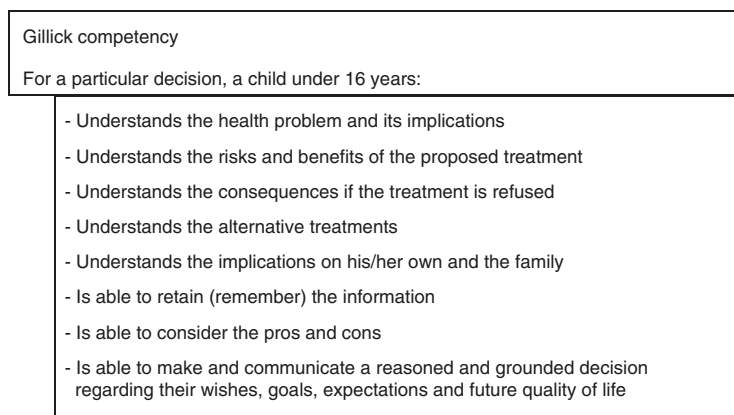 Gillick competency
For a particular decision, a child under 16 years:
- Understands the health problem and its implications
- Understands the risks and benefits of the proposed treatment
- Understands the consequences if the treatment is refused
- Understands the alternative treatments
- Understands the implications on his/her own and the family
- Is able to retain (remember) the information
- Is able to consider the pros and cons
- Is able to make and communicate a reasoned and grounded decision
regarding their wishes, goals, expectations and future quality of life